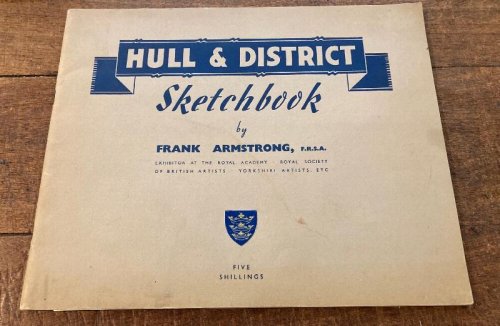 HULL & DISTRICT
Sketchbook
by
FRANK ARMSTRONG, F.R.S.A.
EXHIBITOR AT THE ROYAL ACADEMY · ROYAL SOCIETY
OF BRITISH ARTISTS · YORKSHIRE ARTISTS, ETC
FIVE
SHILLINGS